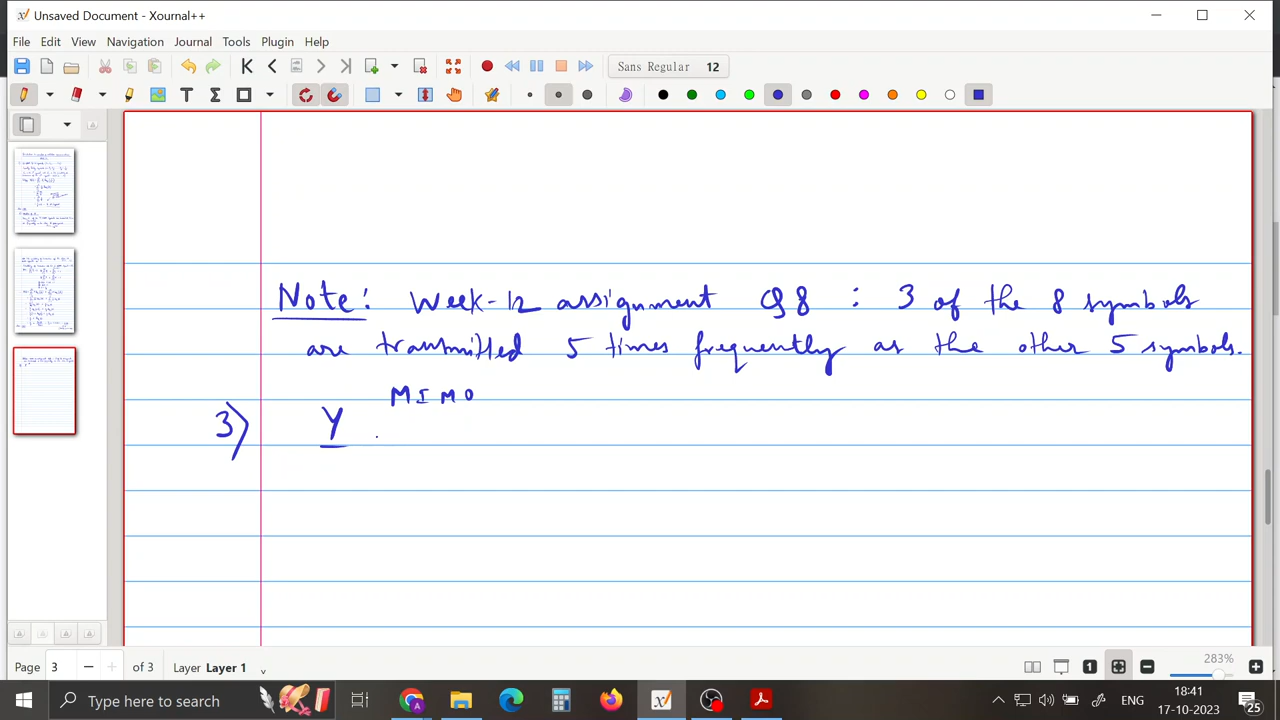 Unsaved Document - Xournal++
File Edit View Navigation Journal Tools Plugin Help
Sans Regular 12
Note: Week-12 assignment Q8 : 3 of the 8 symbols
are transmitted 5 times frequently as the other 5 symbols.
MIMO
3) Y
Page 3 of 3 Layer Layer 1 283%
Type here to search
ENG
18:41
17-10-2023
25